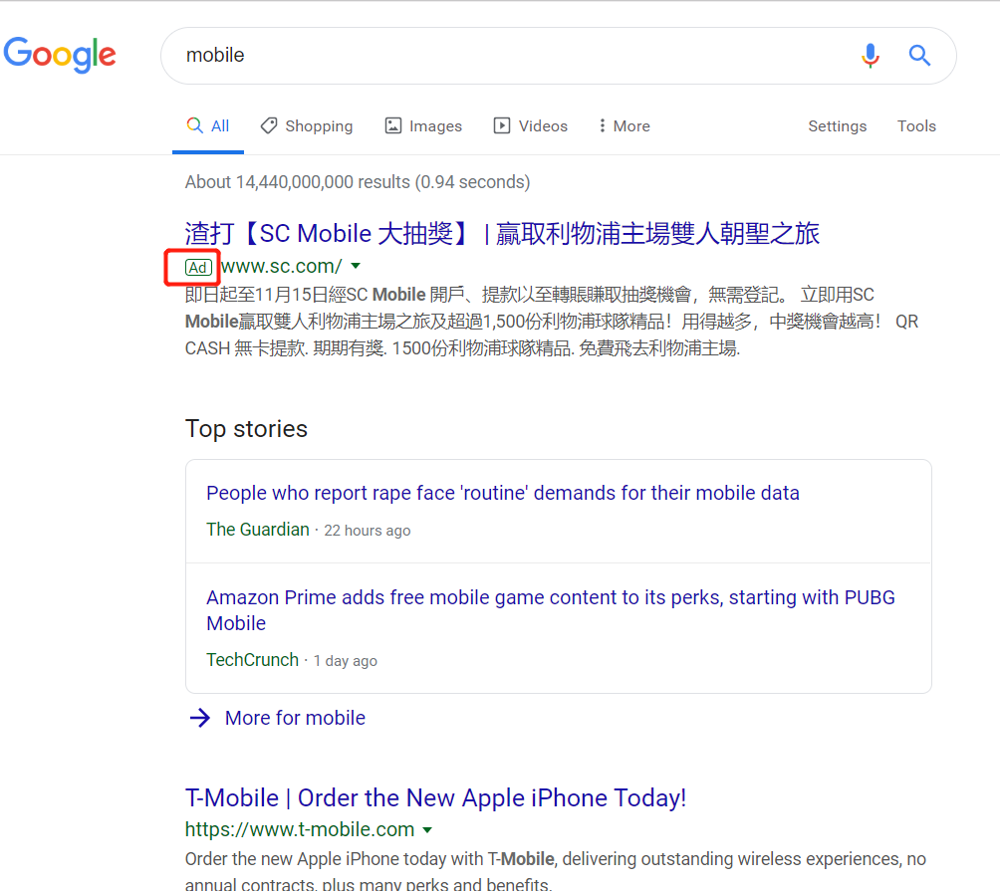 Google
mobile
All
Shopping
Images
Videos
More
Settings
Tools
About 14,440,000,000 results (0.94 seconds)
渣打【SC Mobile 大抽獎】 | 贏取利物浦主場雙人朝聖之旅
Ad www.sc.com/
即日起至11月15日經SC Mobile 開戶、提款以至轉賬賺取抽獎機會，無需登記。 立即用SC
Mobile贏取雙人利物浦主場之旅及超過1,500份利物浦球隊精品！用得越多，中獎機會越高！ QR
CASH 無卡提款. 期期有獎. 1500份利物浦球隊精品. 免費飛去利物浦主場.
Top stories
People who report rape face 'routine' demands for their mobile data
The Guardian · 22 hours ago
Amazon Prime adds free mobile game content to its perks, starting with PUBG
Mobile
TechCrunch · 1 day ago
More for mobile
T-Mobile | Order the New Apple iPhone Today!
https://www.t-mobile.com
Order the new Apple iPhone today with T-Mobile, delivering outstanding wireless experiences, no
annual contracts, plus many perks and benefits.